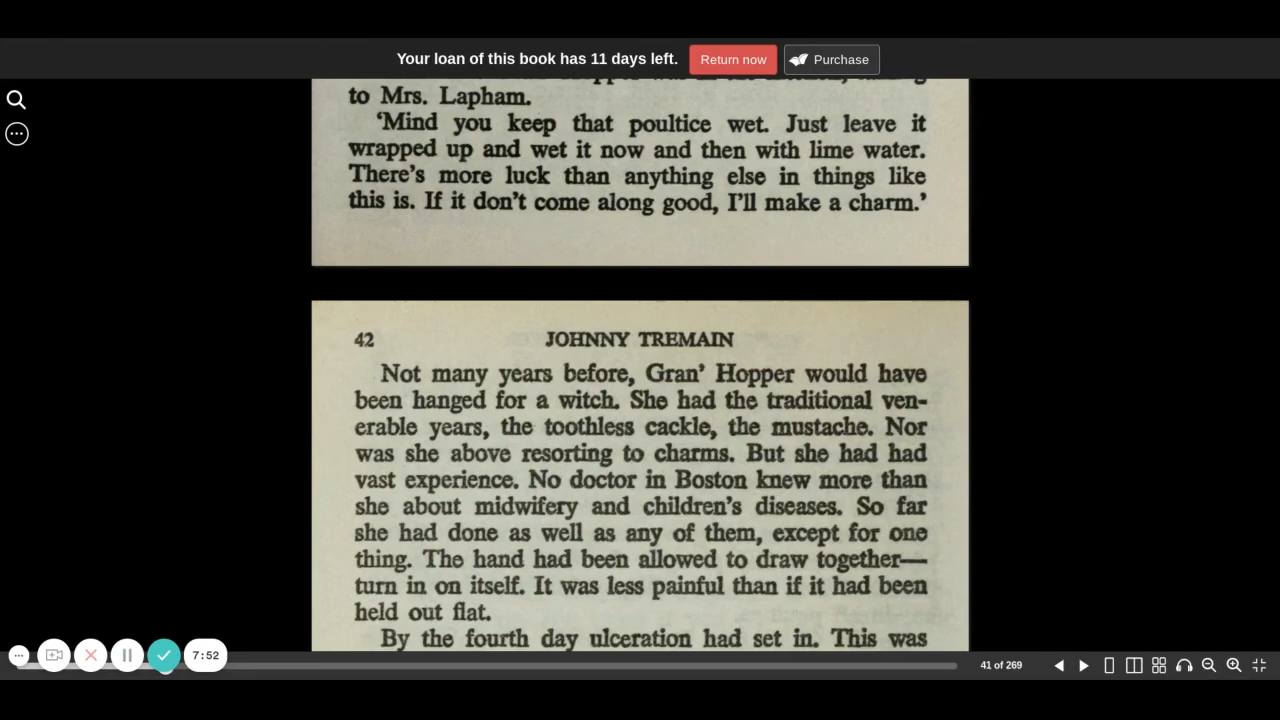 Your loan of this book has 11 days left. Return now Purchase
to Mrs. Lapham.
'Mind you keep that poultice wet. Just leave it
wrapped up and wet it now and then with lime water.
There's more luck than anything else in things like
this is. If it don't come along good, I'll make a charm.'
42 JOHNNY TREMAIN
Not many years before, Gran' Hopper would have
been hanged for a witch. She had the traditional ven-
erable years, the toothless cackle, the mustache. Nor
was she above resorting to charms. But she had had
vast experience. No doctor in Boston knew more than
she about midwifery and children's diseases. So far
she had done as well as any of them, except for one
thing. The hand had been allowed to draw together—
turn in on itself. It was less painful than if it had been
held out flat.
By the fourth day ulceration had set in. This was
7:52
41 of 269